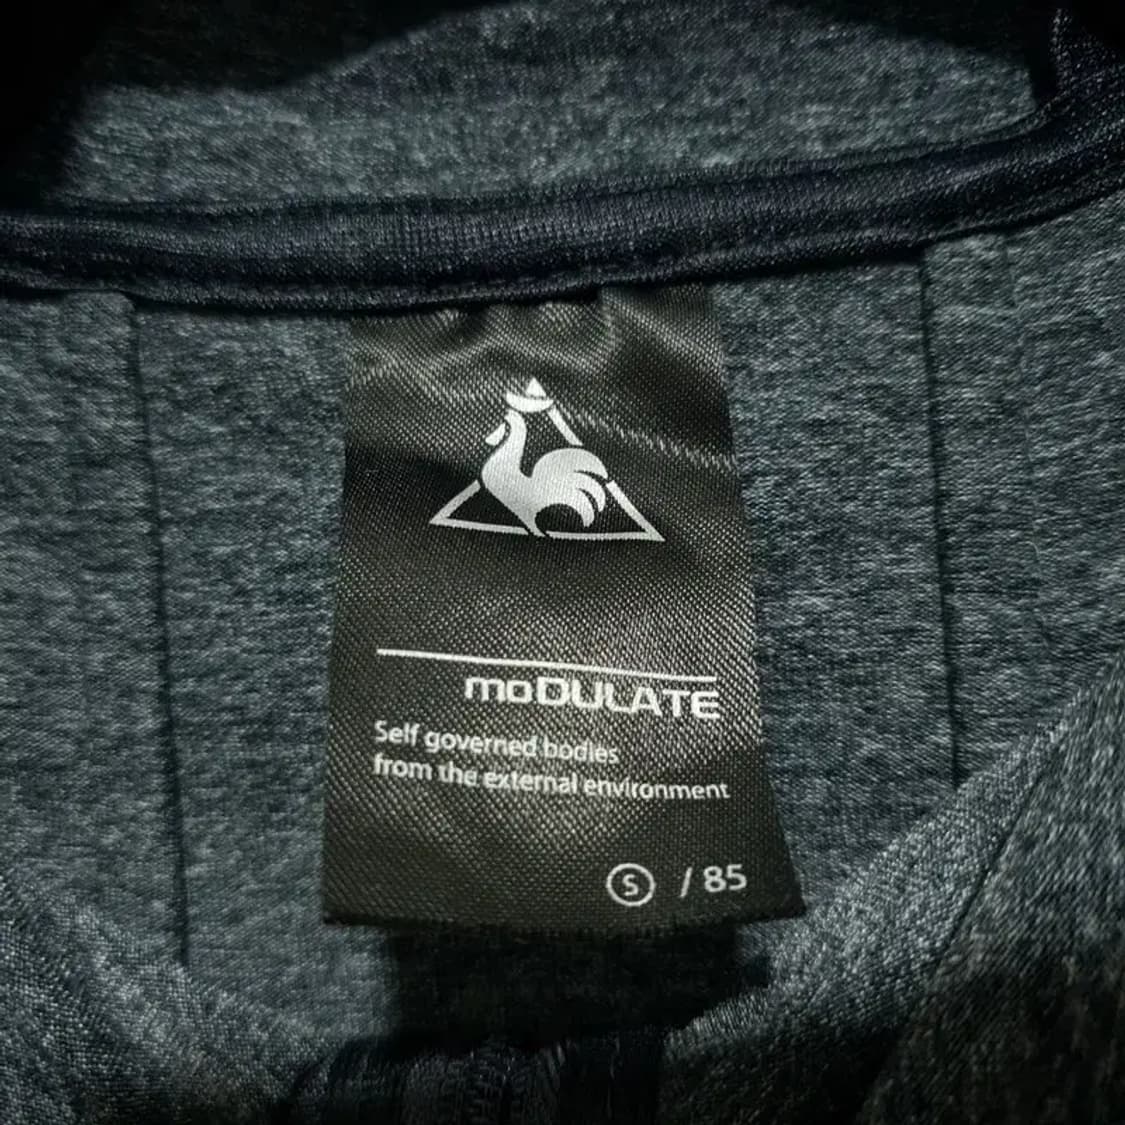 moDULATE
Self governed bodies
from the external environment
S / 85